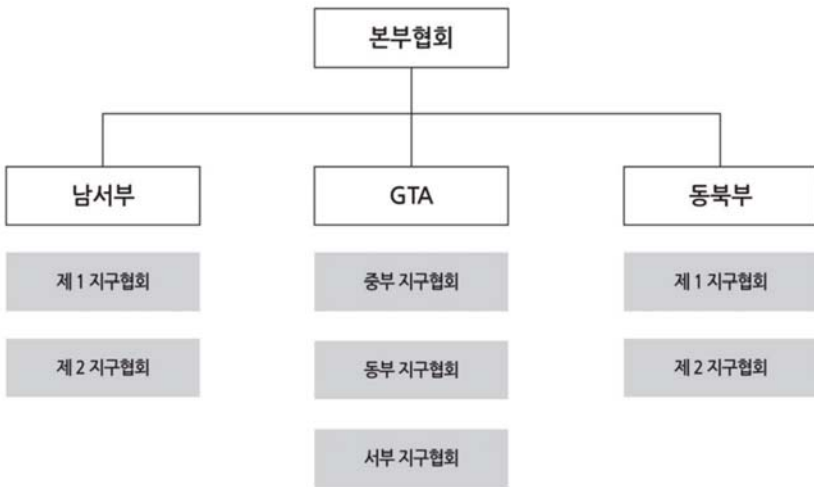 본부협회
남서부
GTA
동북부
제 1 지구협회
중부 지구협회
제 1 지구협회
제 2 지구협회
동부 지구협회
제 2 지구협회
서부 지구협회